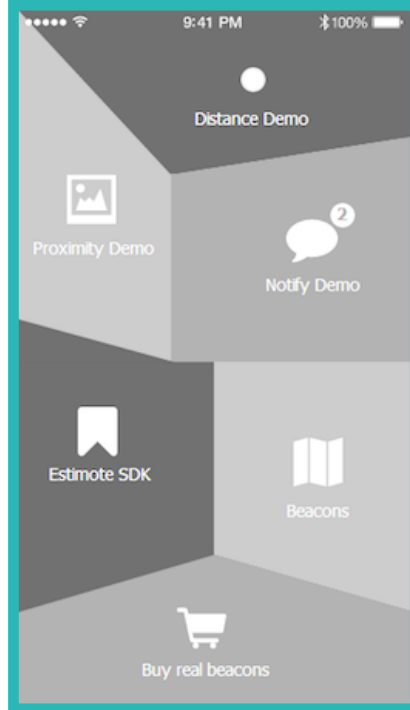 9:41 PM 100%
Distance Demo
Proximity Demo
2
Notify Demo
Estimote SDK
Beacons
Buy real beacons